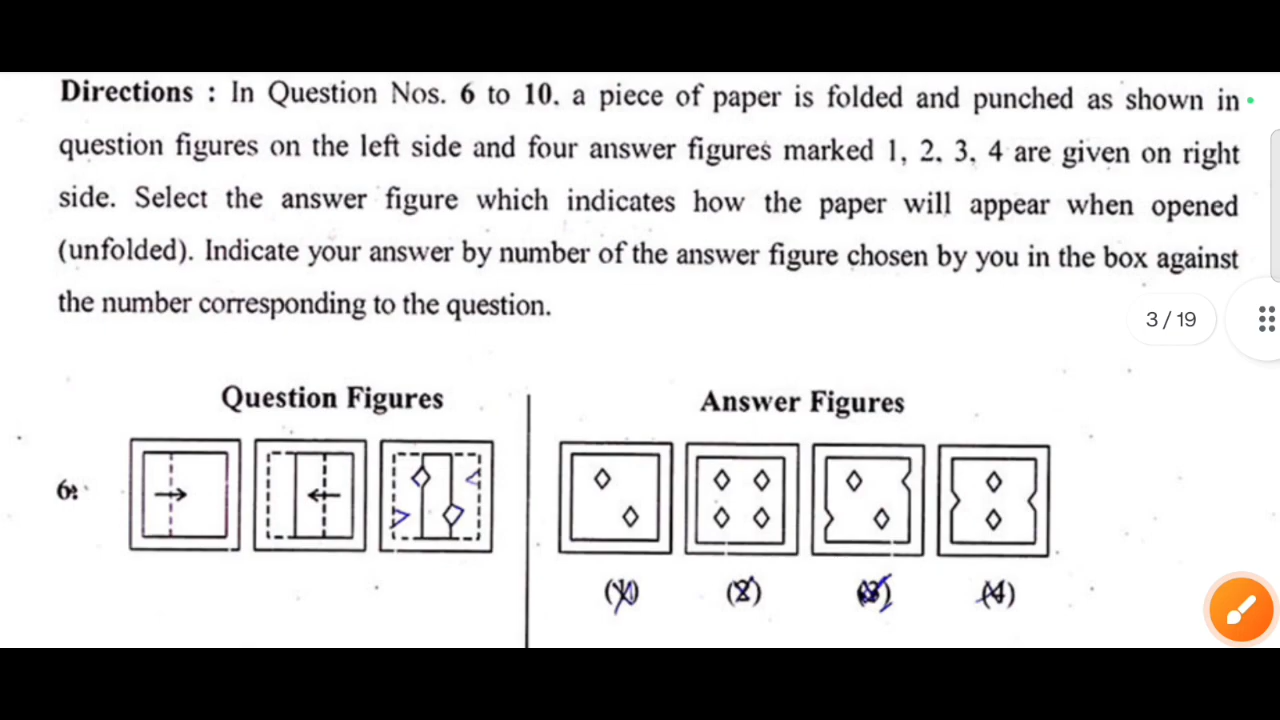 Directions : In Question Nos. 6 to 10. a piece of paper is folded and punched as shown in
question figures on the left side and four answer figures marked 1, 2, 3, 4 are given on right
side. Select the answer figure which indicates how the paper will appear when opened
(unfolded). Indicate your answer by number of the answer figure chosen by you in the box against
the number corresponding to the question.
3 / 19
Question Figures
Answer Figures
6:
(1) (2) (3) (4)